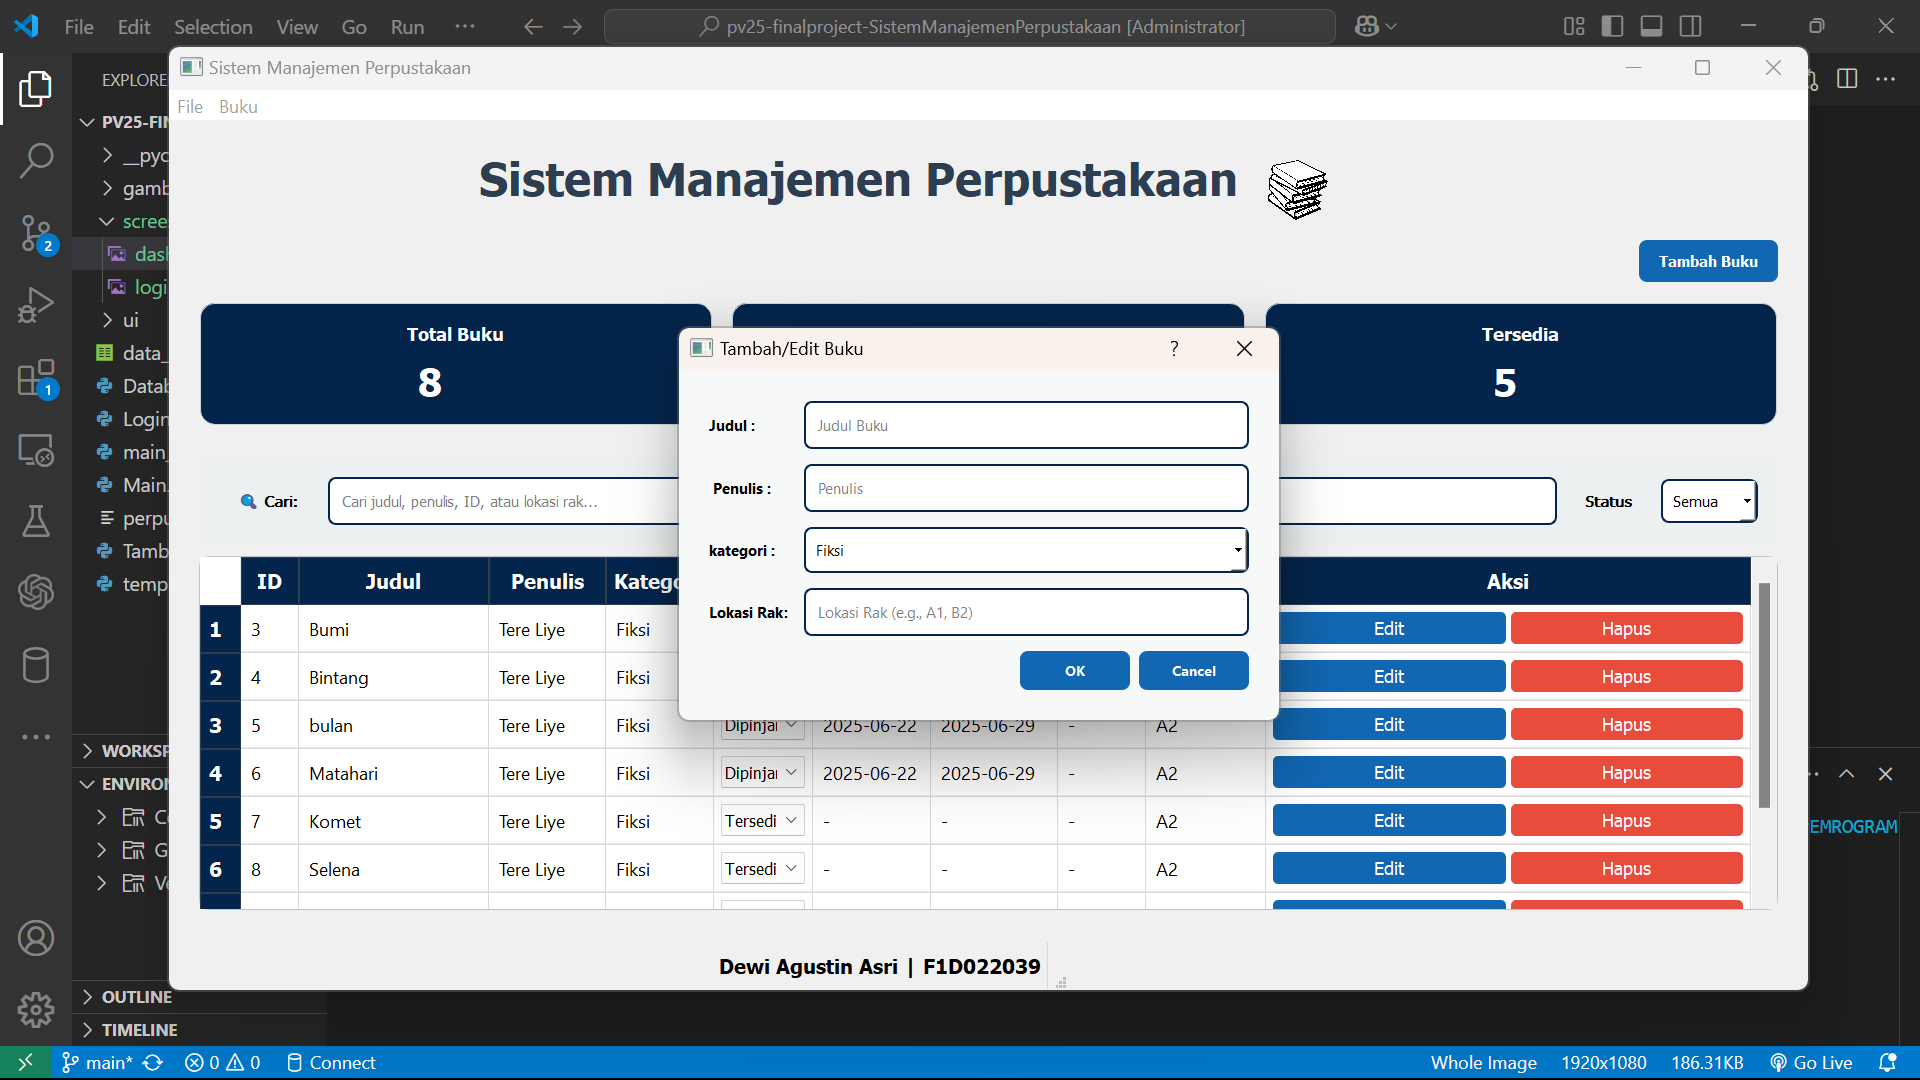 File Edit Selection View Go Run ··· pv25-finalproject-SistemManajemenPerpustakaan [Administrator]
EXPLORE
Sistem Manajemen Perpustakaan
File Buku
PV25-FIN
__pyc
gamb
scree
dash
logi
ui
data_
Datab
Login
main_
Main.
perpu
Tamb
temp
Sistem Manajemen Perpustakaan
Tambah Buku
Total Buku
8
Tersedia
5
Tambah/Edit Buku ?
Judul : Judul Buku
Penulis : Penulis
kategori : Fiksi
Lokasi Rak: Lokasi Rak (e.g., A1, B2)
OK Cancel
Cari: Cari judul, penulis, ID, atau lokasi rak...
Status Semua
ID Judul Penulis Katego Aksi
1 3 Bumi Tere Liye Fiksi Edit Hapus
2 4 Bintang Tere Liye Fiksi Edit Hapus
3 5 bulan Tere Liye Fiksi Dipinjar 2025-06-22 2025-06-29 - A2 Edit Hapus
4 6 Matahari Tere Liye Fiksi Dipinjar 2025-06-22 2025-06-29 - A2 Edit Hapus
5 7 Komet Tere Liye Fiksi Tersedi - - - A2 Edit Hapus
6 8 Selena Tere Liye Fiksi Tersedi - - - A2 Edit Hapus
Dewi Agustin Asri | F1D022039
2
1
WORKSP
ENVIRON
C
G
Ve
EMROGRAM
OUTLINE
TIMELINE
main* 0 0 Connect Whole Image 1920x1080 186.31KB Go Live